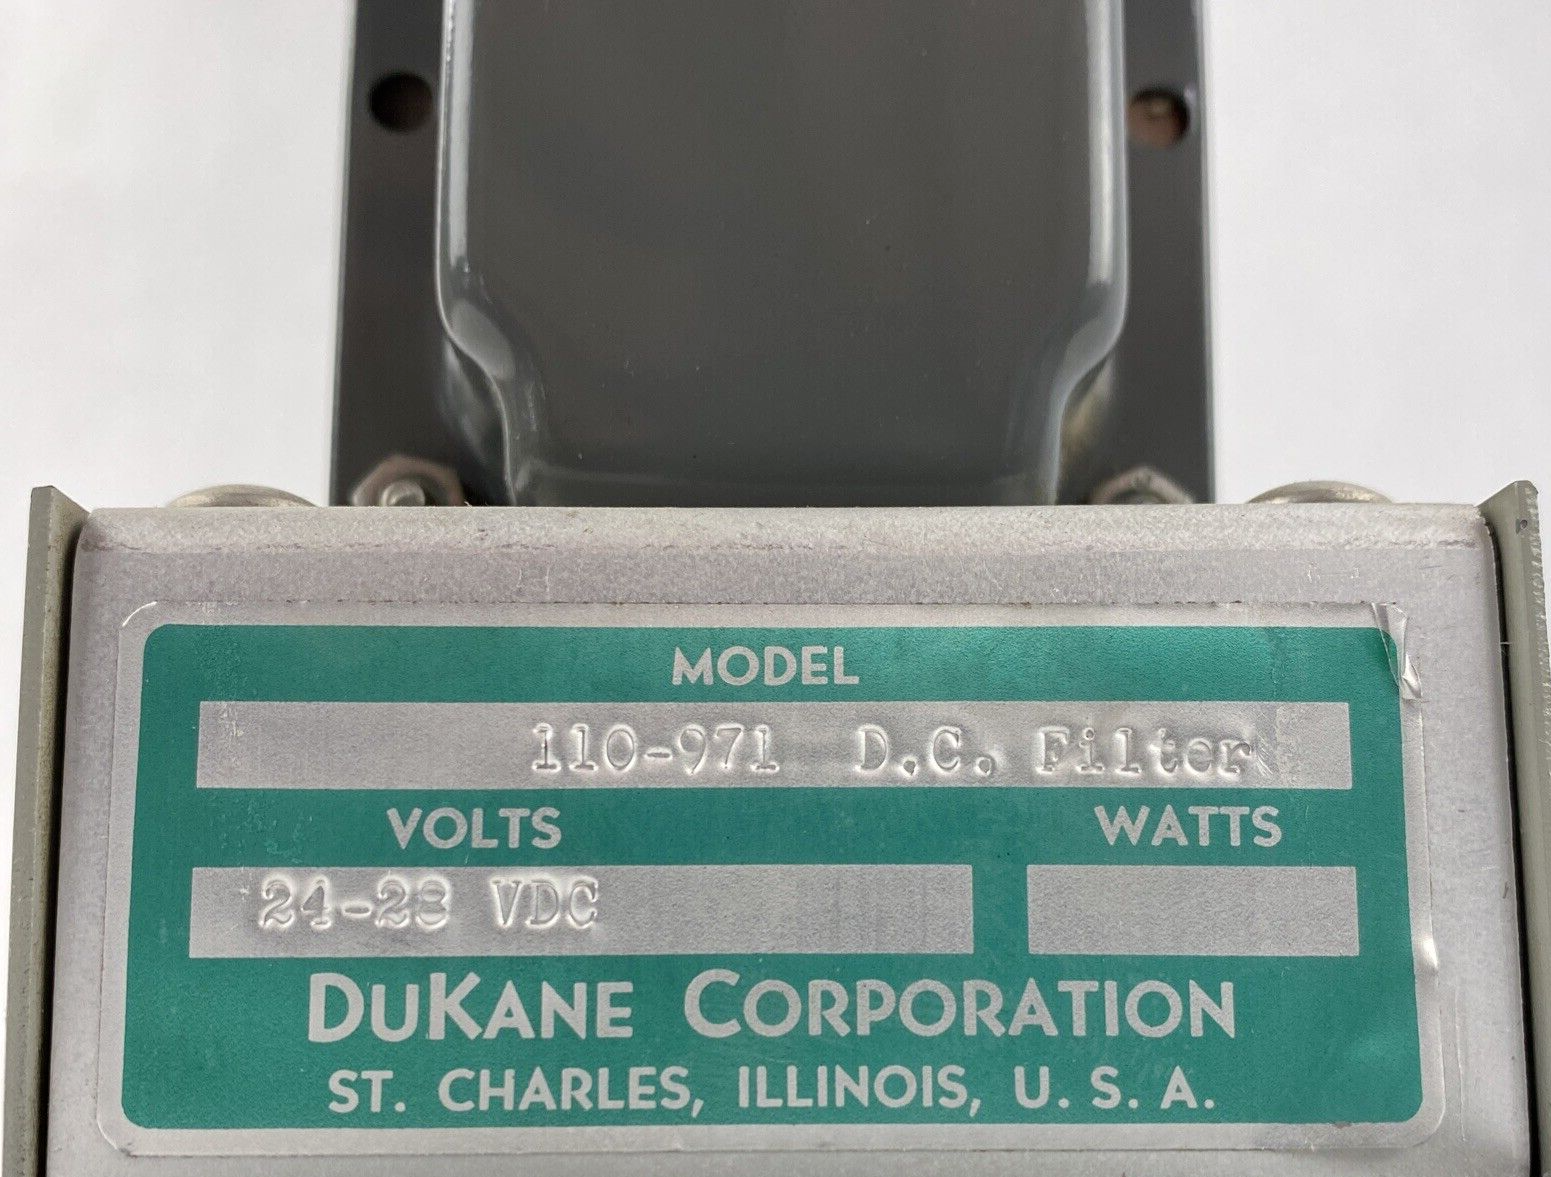 MODEL
110-971 D.C. Filter
VOLTS WATTS
24-28 VDC
DUKANE CORPORATION
ST. CHARLES, ILLINOIS, U. S. A.